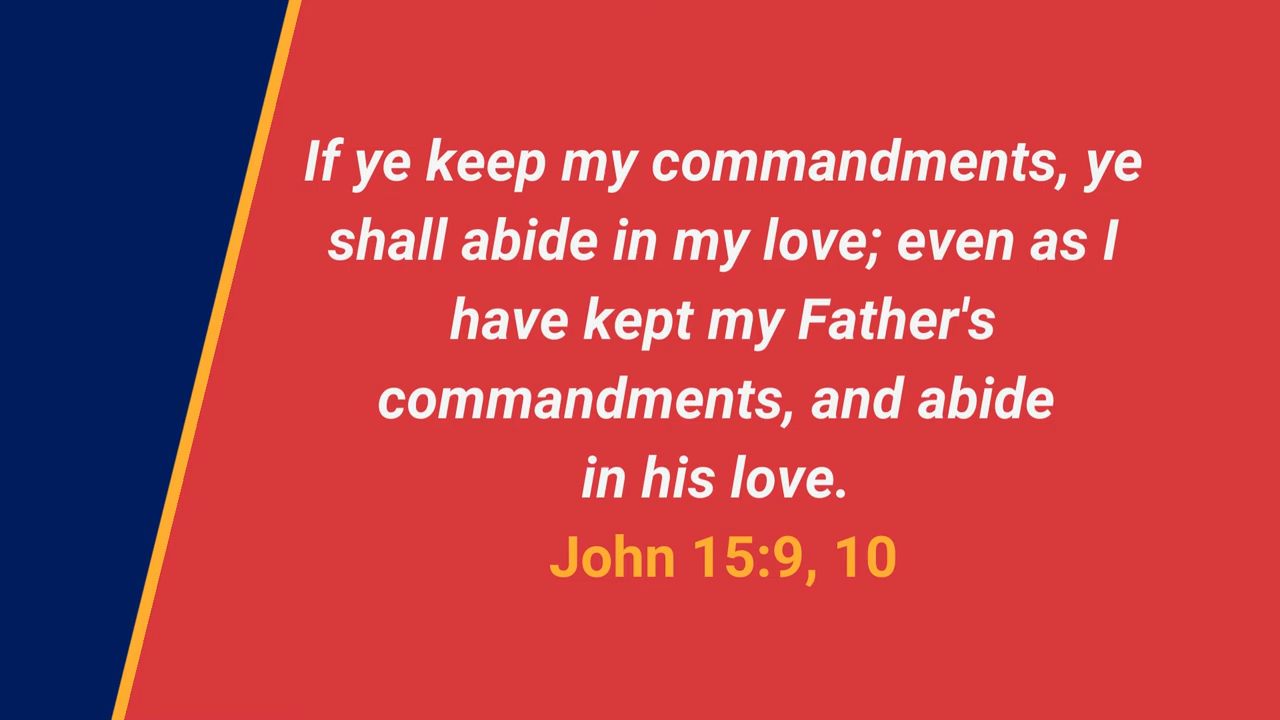 If ye keep my commandments, ye
shall abide in my love; even as I
have kept my Father's
commandments, and abide
in his love.
John 15:9, 10